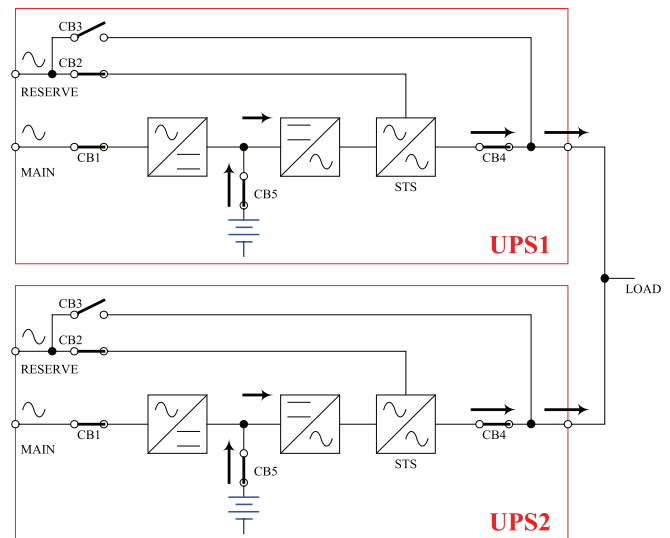 CB3
CB2
RESERVE
CB1
MAIN
STS
CB4
CB5
UPS1
LOAD
CB3
CB2
RESERVE
CB1
MAIN
STS
CB4
CB5
UPS2